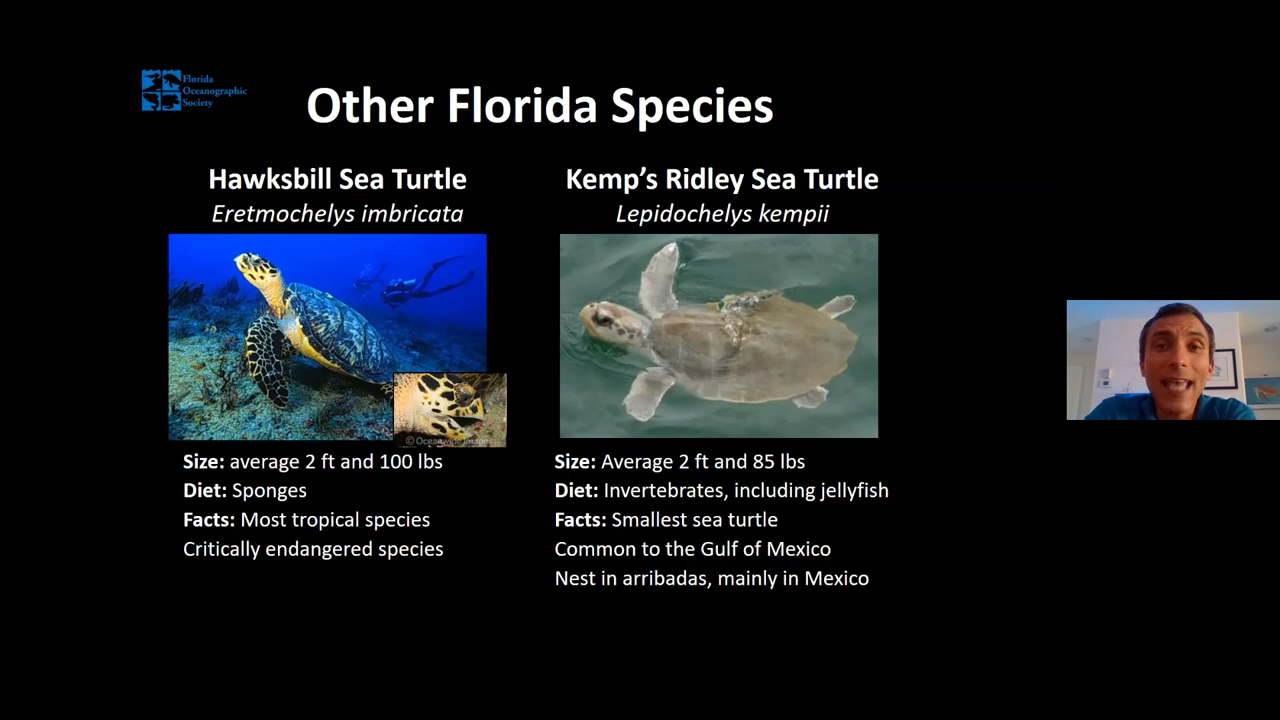 Florida
Oceanographic
Society
Other Florida Species
Hawksbill Sea Turtle
Eretmochelys imbricata
© Oceanwide Images
Size: average 2 ft and 100 lbs
Diet: Sponges
Facts: Most tropical species
Critically endangered species
Kemp's Ridley Sea Turtle
Lepidochelys kempii
Size: Average 2 ft and 85 lbs
Diet: Invertebrates, including jellyfish
Facts: Smallest sea turtle
Common to the Gulf of Mexico
Nest in arribadas, mainly in Mexico